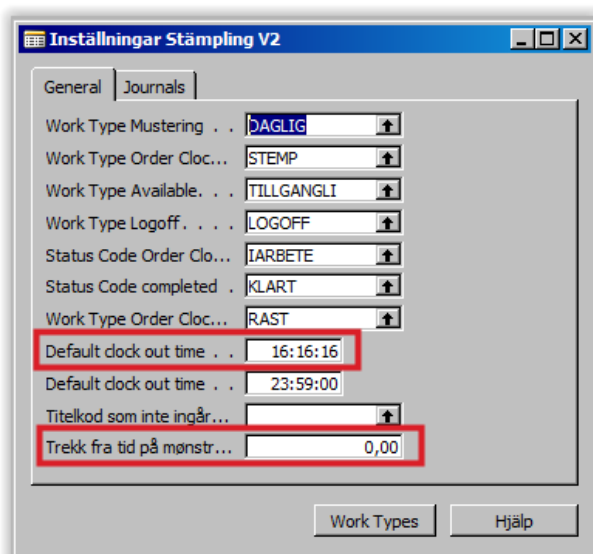 Inställningar Stämpling V2
General Journals
Work Type Mustering . . DAGLIG
Work Type Order Cloc... STEMP
Work Type Available. . . TILLGANGLI
Work Type Logoff. . . . . LOGOFF
Status Code Order Clo... IARBETE
Status Code completed . KLART
Work Type Order Cloc... RAST
Default clock out time . . 16:16:16
Default clock out time . . 23:59:00
Titelkod som inte ingår...
Trekk fra tid på mønstr... 0,00
Work Types Hjälp